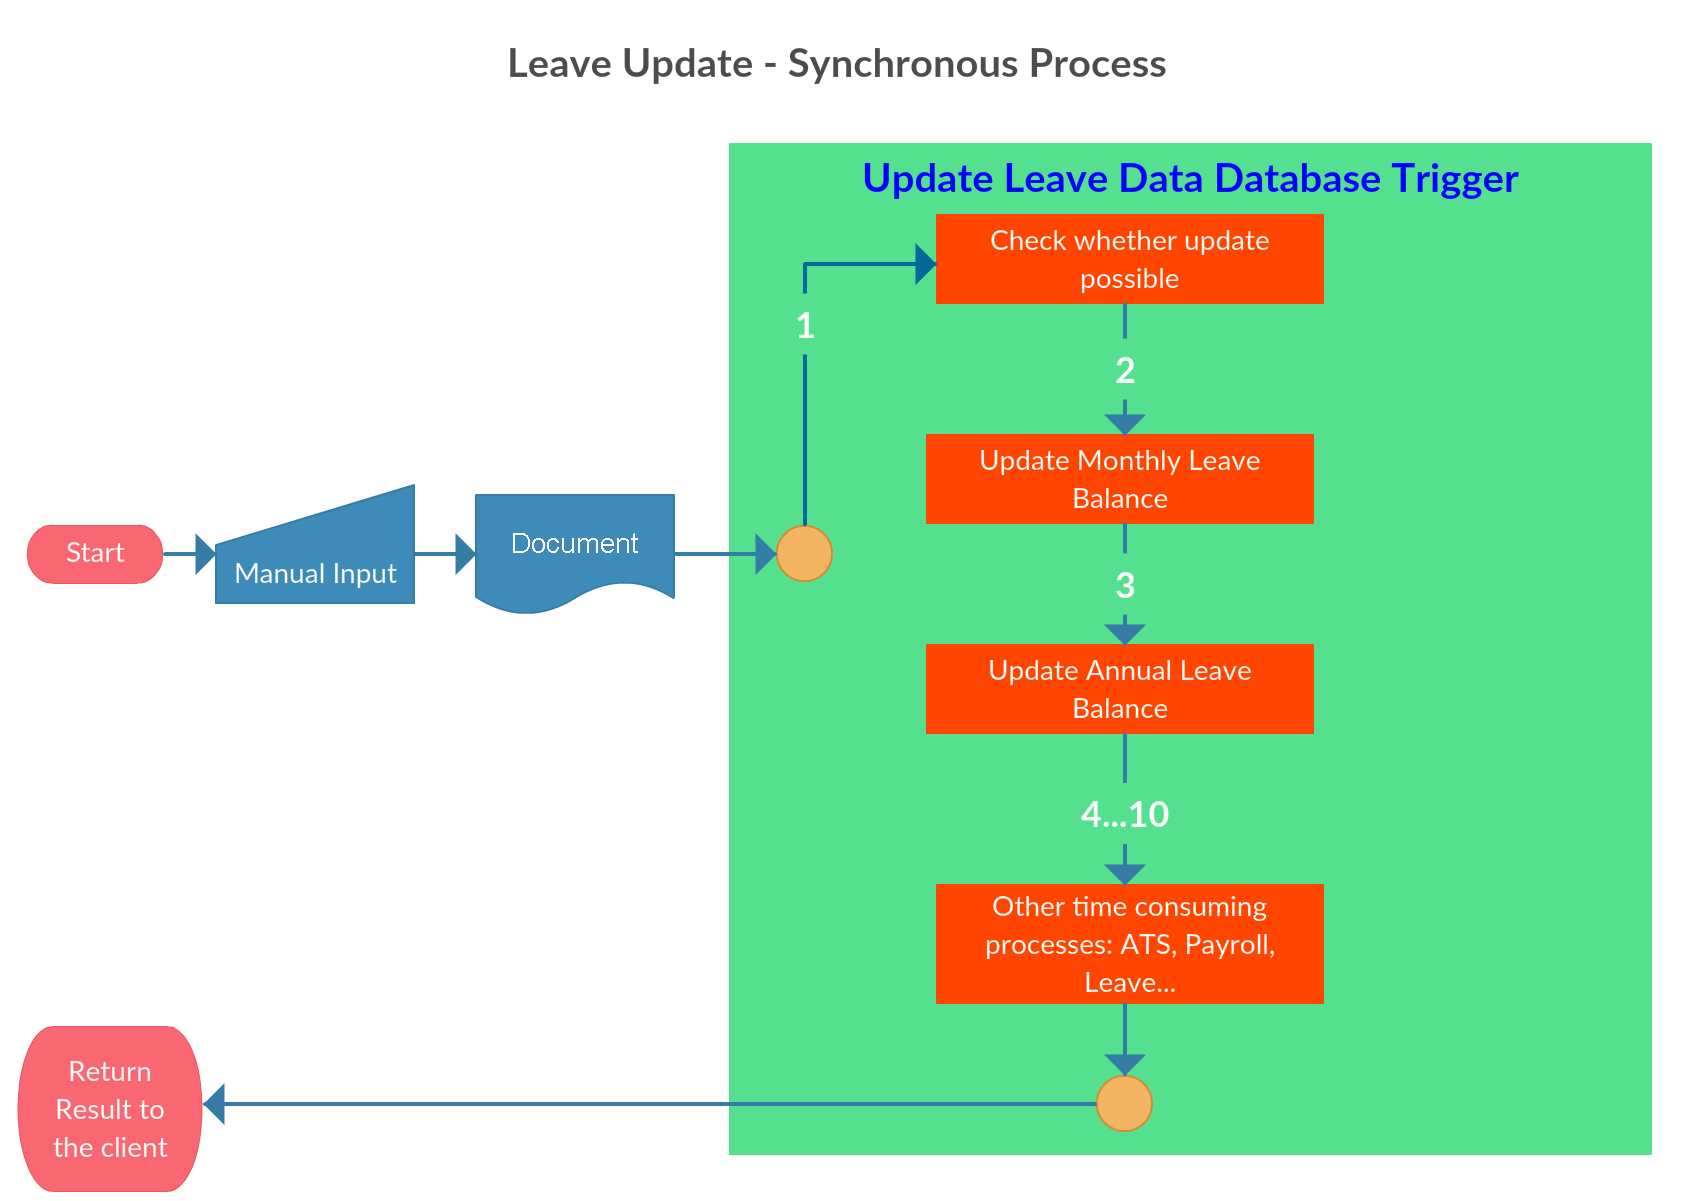 Leave Update - Synchronous Process
Update Leave Data Database Trigger
Check whether update
possible
1
2
Update Monthly Leave
Balance
Start
Manual Input
Document
3
Update Annual Leave
Balance
4...10
Other time consuming
processes: ATS, Payroll,
Leave...
Return
Result to
the client